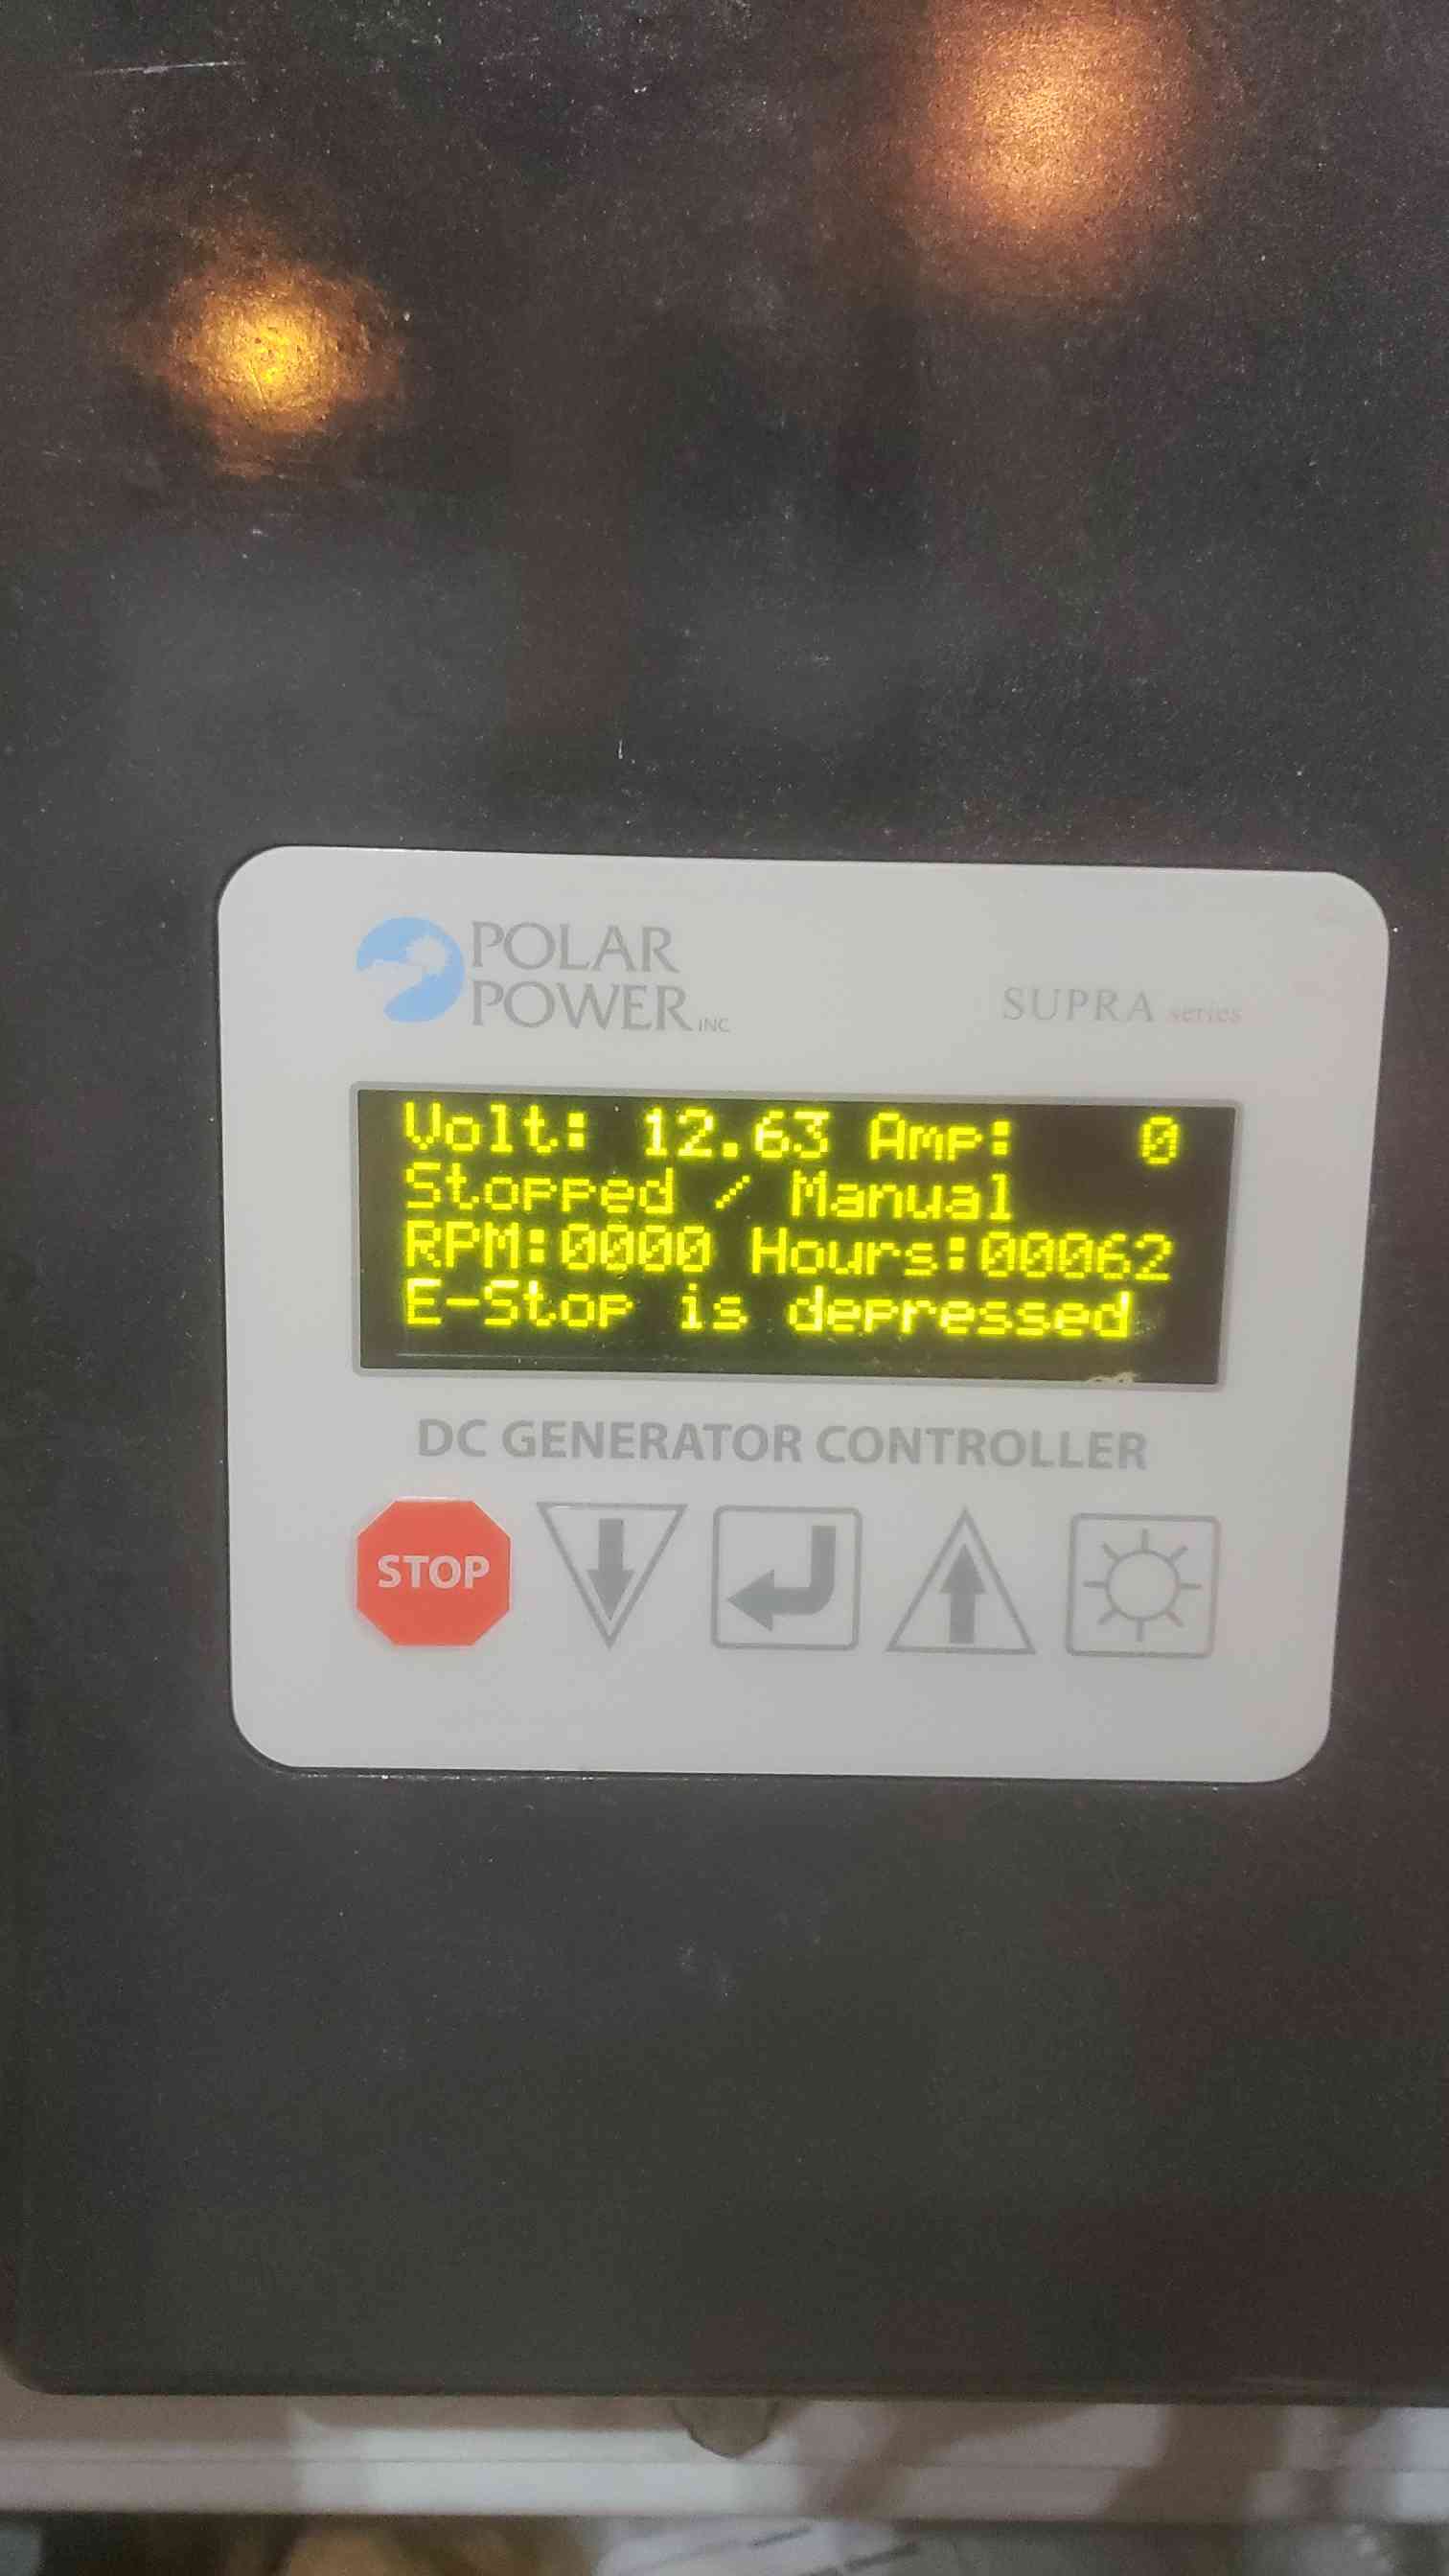 POLAR
POWER INC
SUPRA series
Volt: 12.63 Amp: 0
Stopped / Manual
RPM:0000 Hours:00062
E-Stop is depressed
DC GENERATOR CONTROLLER
STOP